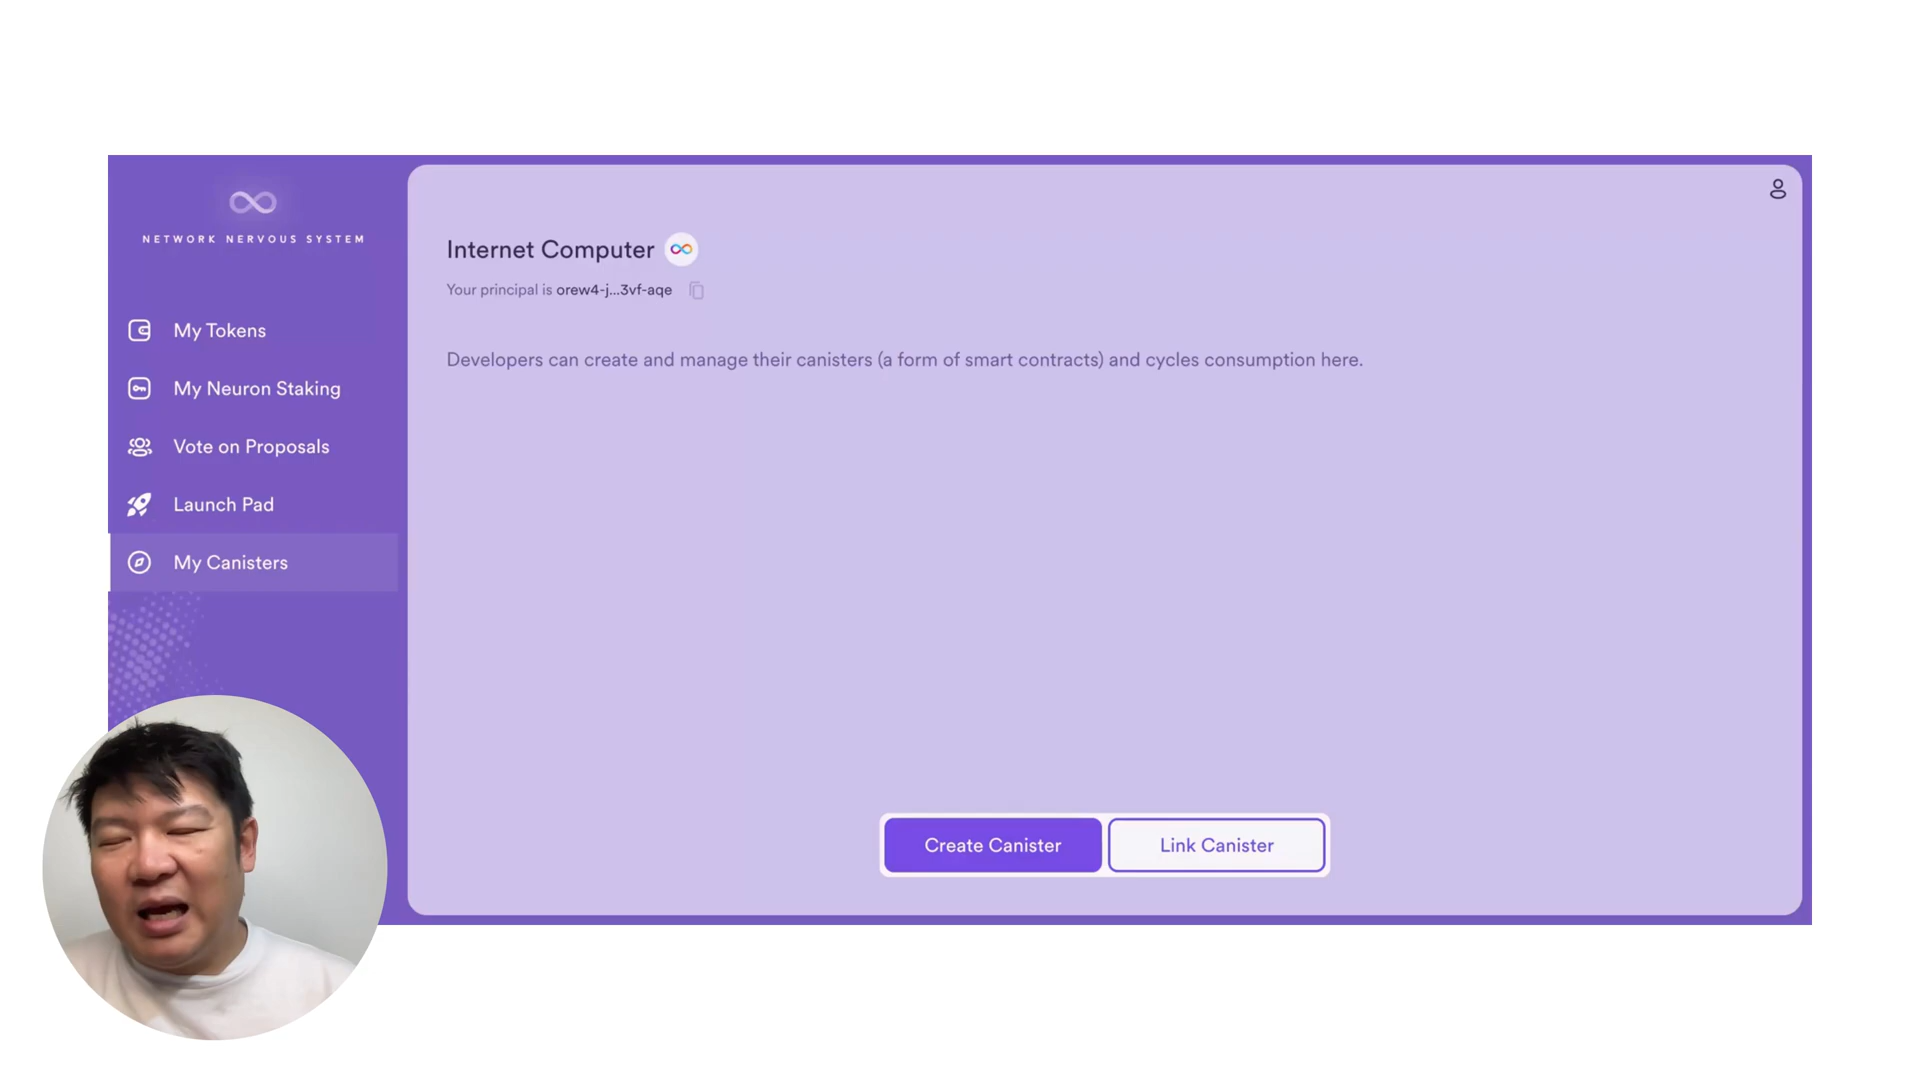 NETWORK NERVOUS SYSTEM
My Tokens
My Neuron Staking
Vote on Proposals
Launch Pad
My Canisters
Internet Computer
Your principal is orew4-j...3vf-aqe
Developers can create and manage their canisters (a form of smart contracts) and cycles consumption here.
Create Canister
Link Canister